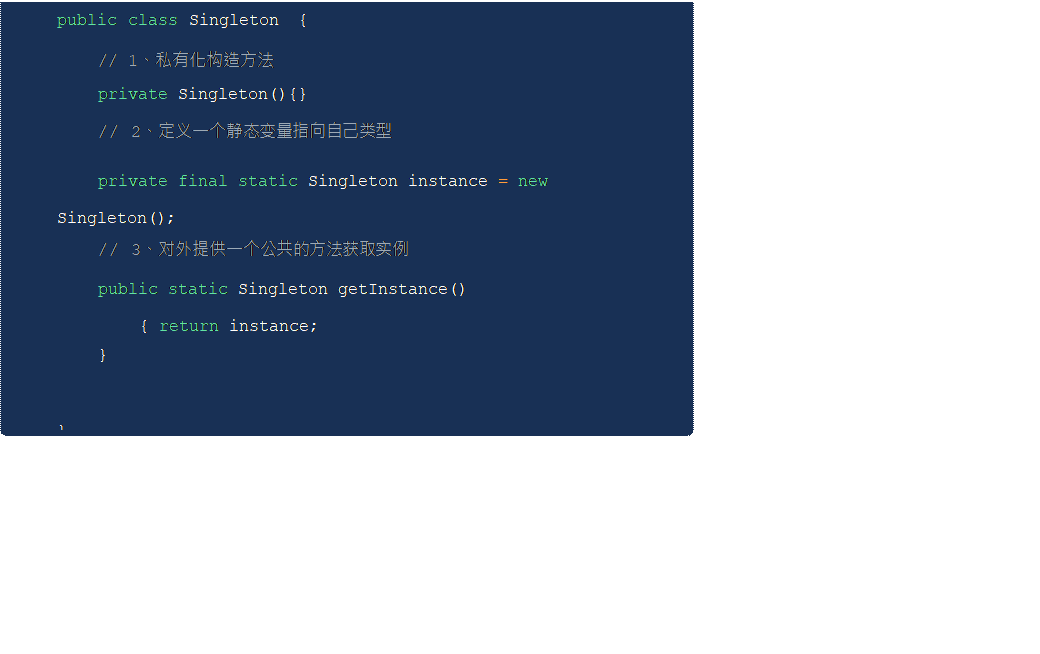 public class Singleton {
// 1、私有化构造方法
private Singleton(){}
// 2、定义一个静态变量指向自己类型
private final static Singleton instance = new
Singleton();
// 3、对外提供一个公共的方法获取实例
public static Singleton getInstance()
{ return instance;
}